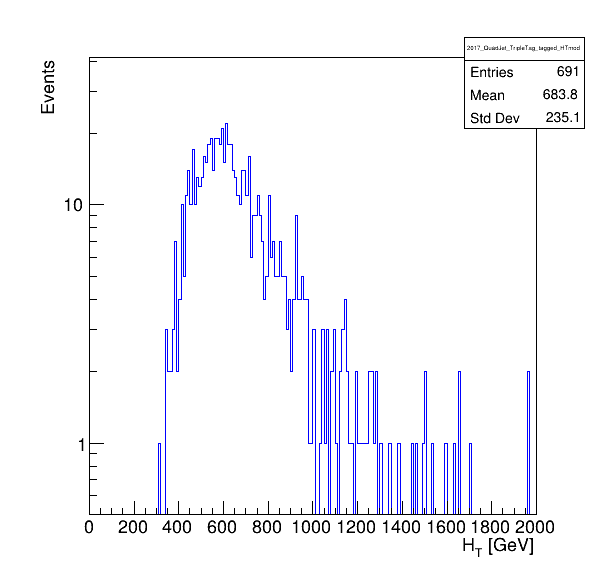 2017_QuadJet_TripleTag_tagged_HTmod
Entries 691
Mean 683.8
Std Dev 235.1
Events
10
1
0 200 400 600 800 1000 1200 1400 1600 1800 2000
H_T [GeV]